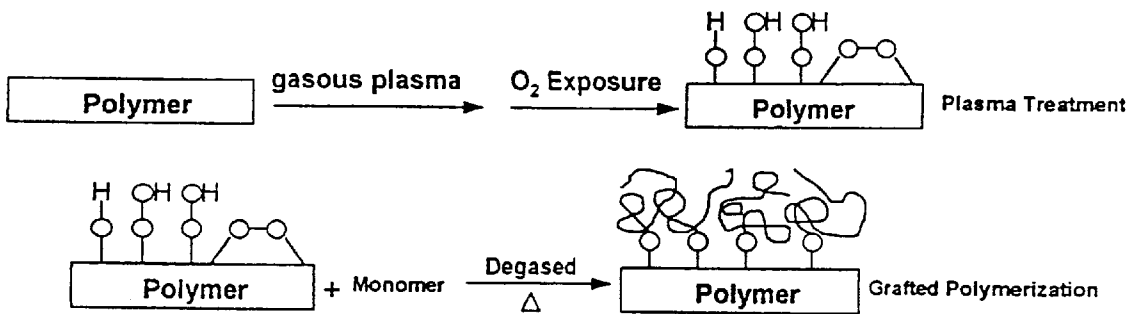 H OH OH
gasous plasma O₂ Exposure
Polymer Polymer Plasma Treatment
H OH OH
Polymer + Monomer Degased Δ Polymer Grafted Polymerization